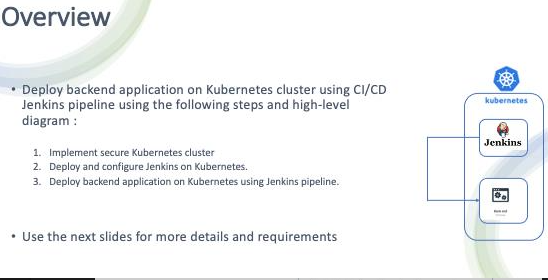 Overview
• Deploy backend application on Kubernetes cluster using CI/CD
Jenkins pipeline using the following steps and high-level
diagram :
1. Implement secure Kubernetes cluster
2. Deploy and configure Jenkins on Kubernetes.
3. Deploy backend application on Kubernetes using Jenkins pipeline.
• Use the next slides for more details and requirements
kubernetes
Jenkins